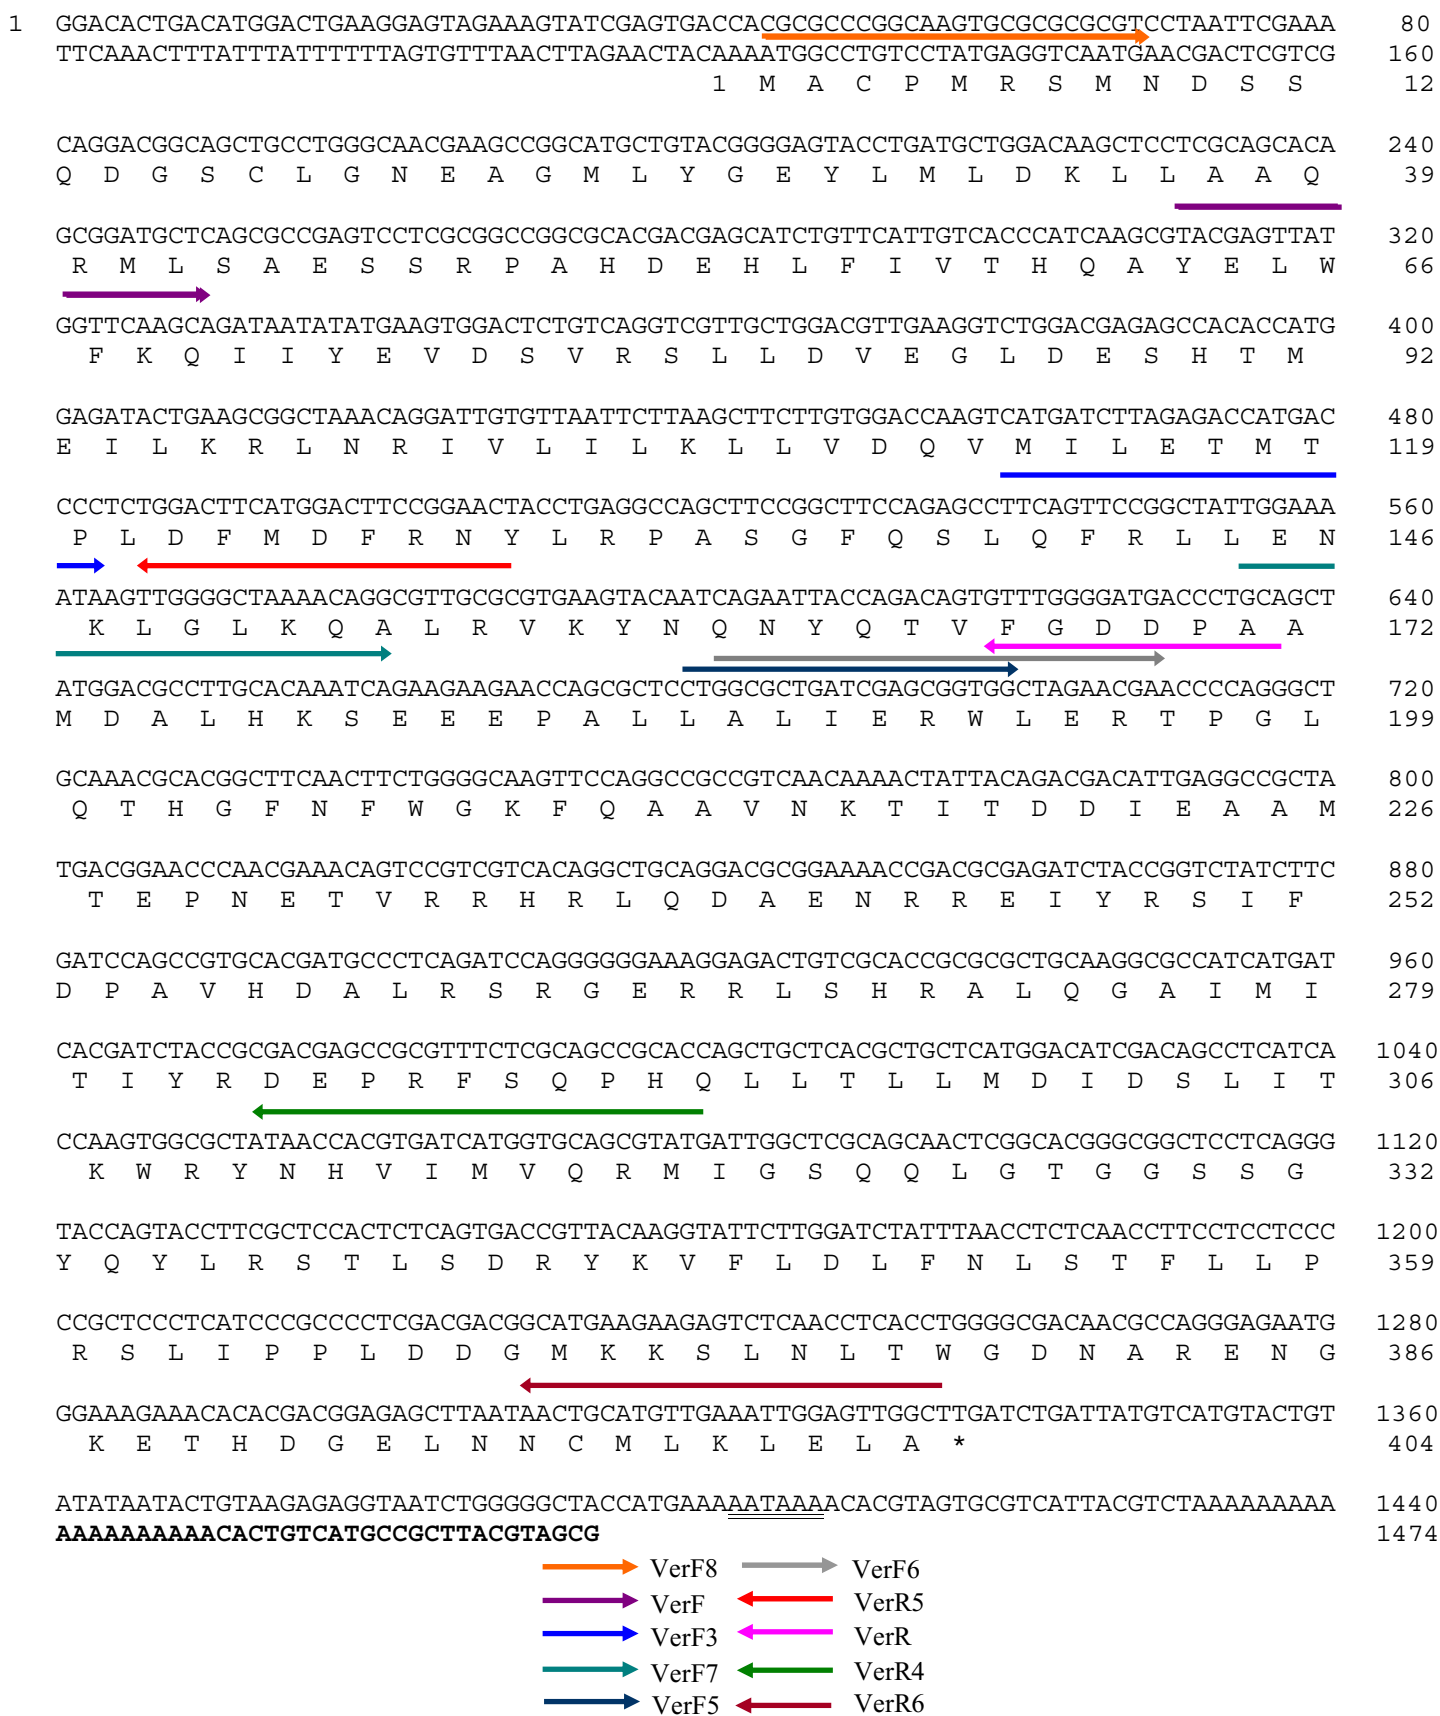 1 GGACACTGACATGGACTGAAGGAGTAGAAAGTATCGAGTGACCACGCGCCCGGCAAGTGCGCGCGCGTCCTAATTCGAAA 80
TTCAAACTTTATTTATTTTTTAGTGTTTAACTTAGAACTACAAAATGGCCTGTCCTATGAGGTCAATGAACGACTCGTCG 160
1 M A C P M R S M N D S S 12
CAGGACGGCAGCTGCCTGGGCAACGAAGCCGGCATGCTGTACGGGGAGTACCTGATGCTGGACAAGCTCCTCGCAGCACA 240
Q D G S C L G N E A G M L Y G E Y L M L D K L L A A Q 39
GCGGATGCTCAGCGCCGAGTCCTCGCGGCCGGCGCACGACGAGCATCTGTTCATTGTCACCCATCAAGCGTACGAGTTAT 320
R M L S A E S S R P A H D E H L F I V T H Q A Y E L W 66
GGTTCAAGCAGATAATATATGAAGTGGACTCTGTCAGGTCGTTGCTGGACGTTGAAGGTCTGGACGAGAGCCACACCATG 400
F K Q I I Y E V D S V R S L L D V E G L D E S H T M 92
GAGATACTGAAGCGGCTAAACAGGATTGTGTTAATTCTTAAGCTTCTTGTGGACCAAGTCATGATCTTAGAGACCATGAC 480
E I L K R L N R I V L I L K L L V D Q V M I L E T M T 119
CCCTCTGGACTTCATGGACTTCCGGAACTACCTGAGGCCAGCTTCCGGCTTCCAGAGCCTTCAGTTCCGGCTATTGGAAA 560
P L D F M D F R N Y L R P A S G F Q S L Q F R L L E N 146
ATAAGTTGGGGCTAAAACAGGCGTTGCGCGTGAAGTACAATCAGAATTACCAGACAGTGTTTGGGGATGACCCTGCAGCT 640
K L G L K Q A L R V K Y N Q N Y Q T V F G D D P A A 172
ATGGACGCCTTGCACAAATCAGAAGAAGAACCAGCGCTCCTGGCGCTGATCGAGCGGTGGCTAGAACGAACCCCAGGGCT 720
M D A L H K S E E E P A L L A L I E R W L E R T P G L 199
GCAAACGCACGGCTTCAACTTCTGGGGCAAGTTCCAGGCCGCCGTCAACAAAACTATTACAGACGACATTGAGGCCGCTA 800
Q T H G F N F W G K F Q A A V N K T I T D D I E A A M 226
TGACGGAACCCAACGAAACAGTCCGTCGTCACAGGCTGCAGGACGCGGAAAACCGACGCGAGATCTACCGGTCTATCTTC 880
T E P N E T V R R H R L Q D A E N R R E I Y R S I F 252
GATCCAGCCGTGCACGATGCCCTCAGATCCAGGGGGGAAAGGAGACTGTCGCACCGCGCGCTGCAAGGCGCCATCATGAT 960
D P A V H D A L R S R G E R R L S H R A L Q G A I M I 279
CACGATCTACCGCGACGAGCCGCGTTTCTCGCAGCCGCACCAGCTGCTCACGCTGCTCATGGACATCGACAGCCTCATCA 1040
T I Y R D E P R F S Q P H Q L L T L L M D I D S L I T 306
CCAAGTGGCGCTATAACCACGTGATCATGGTGCAGCGTATGATTGGCTCGCAGCAACTCGGCACGGGCGGCTCCTCAGGG 1120
K W R Y N H V I M V Q R M I G S Q Q L G T G G S S G 332
TACCAGTACCTTCGCTCCACTCTCAGTGACCGTTACAAGGTATTCTTGGATCTATTTAACCTCTCAACCTTCCTCCTCCC 1200
Y Q Y L R S T L S D R Y K V F L D L F N L S T F L L P 359
CCGCTCCCTCATCCCGCCCCTCGACGACGGCATGAAGAAGAGTCTCAACCTCACCTGGGGCGACAACGCCAGGGAGAATG 1280
R S L I P P L D D G M K K S L N L T W G D N A R E N G 386
GGAAAGAAACACACGACGGAGAGCTTAATAACTGCATGTTGAAATTGGAGTTGGCTTGATCTGATTATGTCATGTACTGT 1360
K E T H D G E L N N C M L K L E L A * 404
ATATAATACTGTAAGAGAGGTAATCTGGGGGCTACCATGAAAAATAAAACACGTAGTGCGTCATTACGTCTAAAAAAAAA 1440
AAAAAAAAAACACTGTCATGCCGCTTACGTAGCG 1474
VerF8 VerF6
VerF VerR5
VerF3 VerR
VerF7 VerR4
VerF5 VerR6